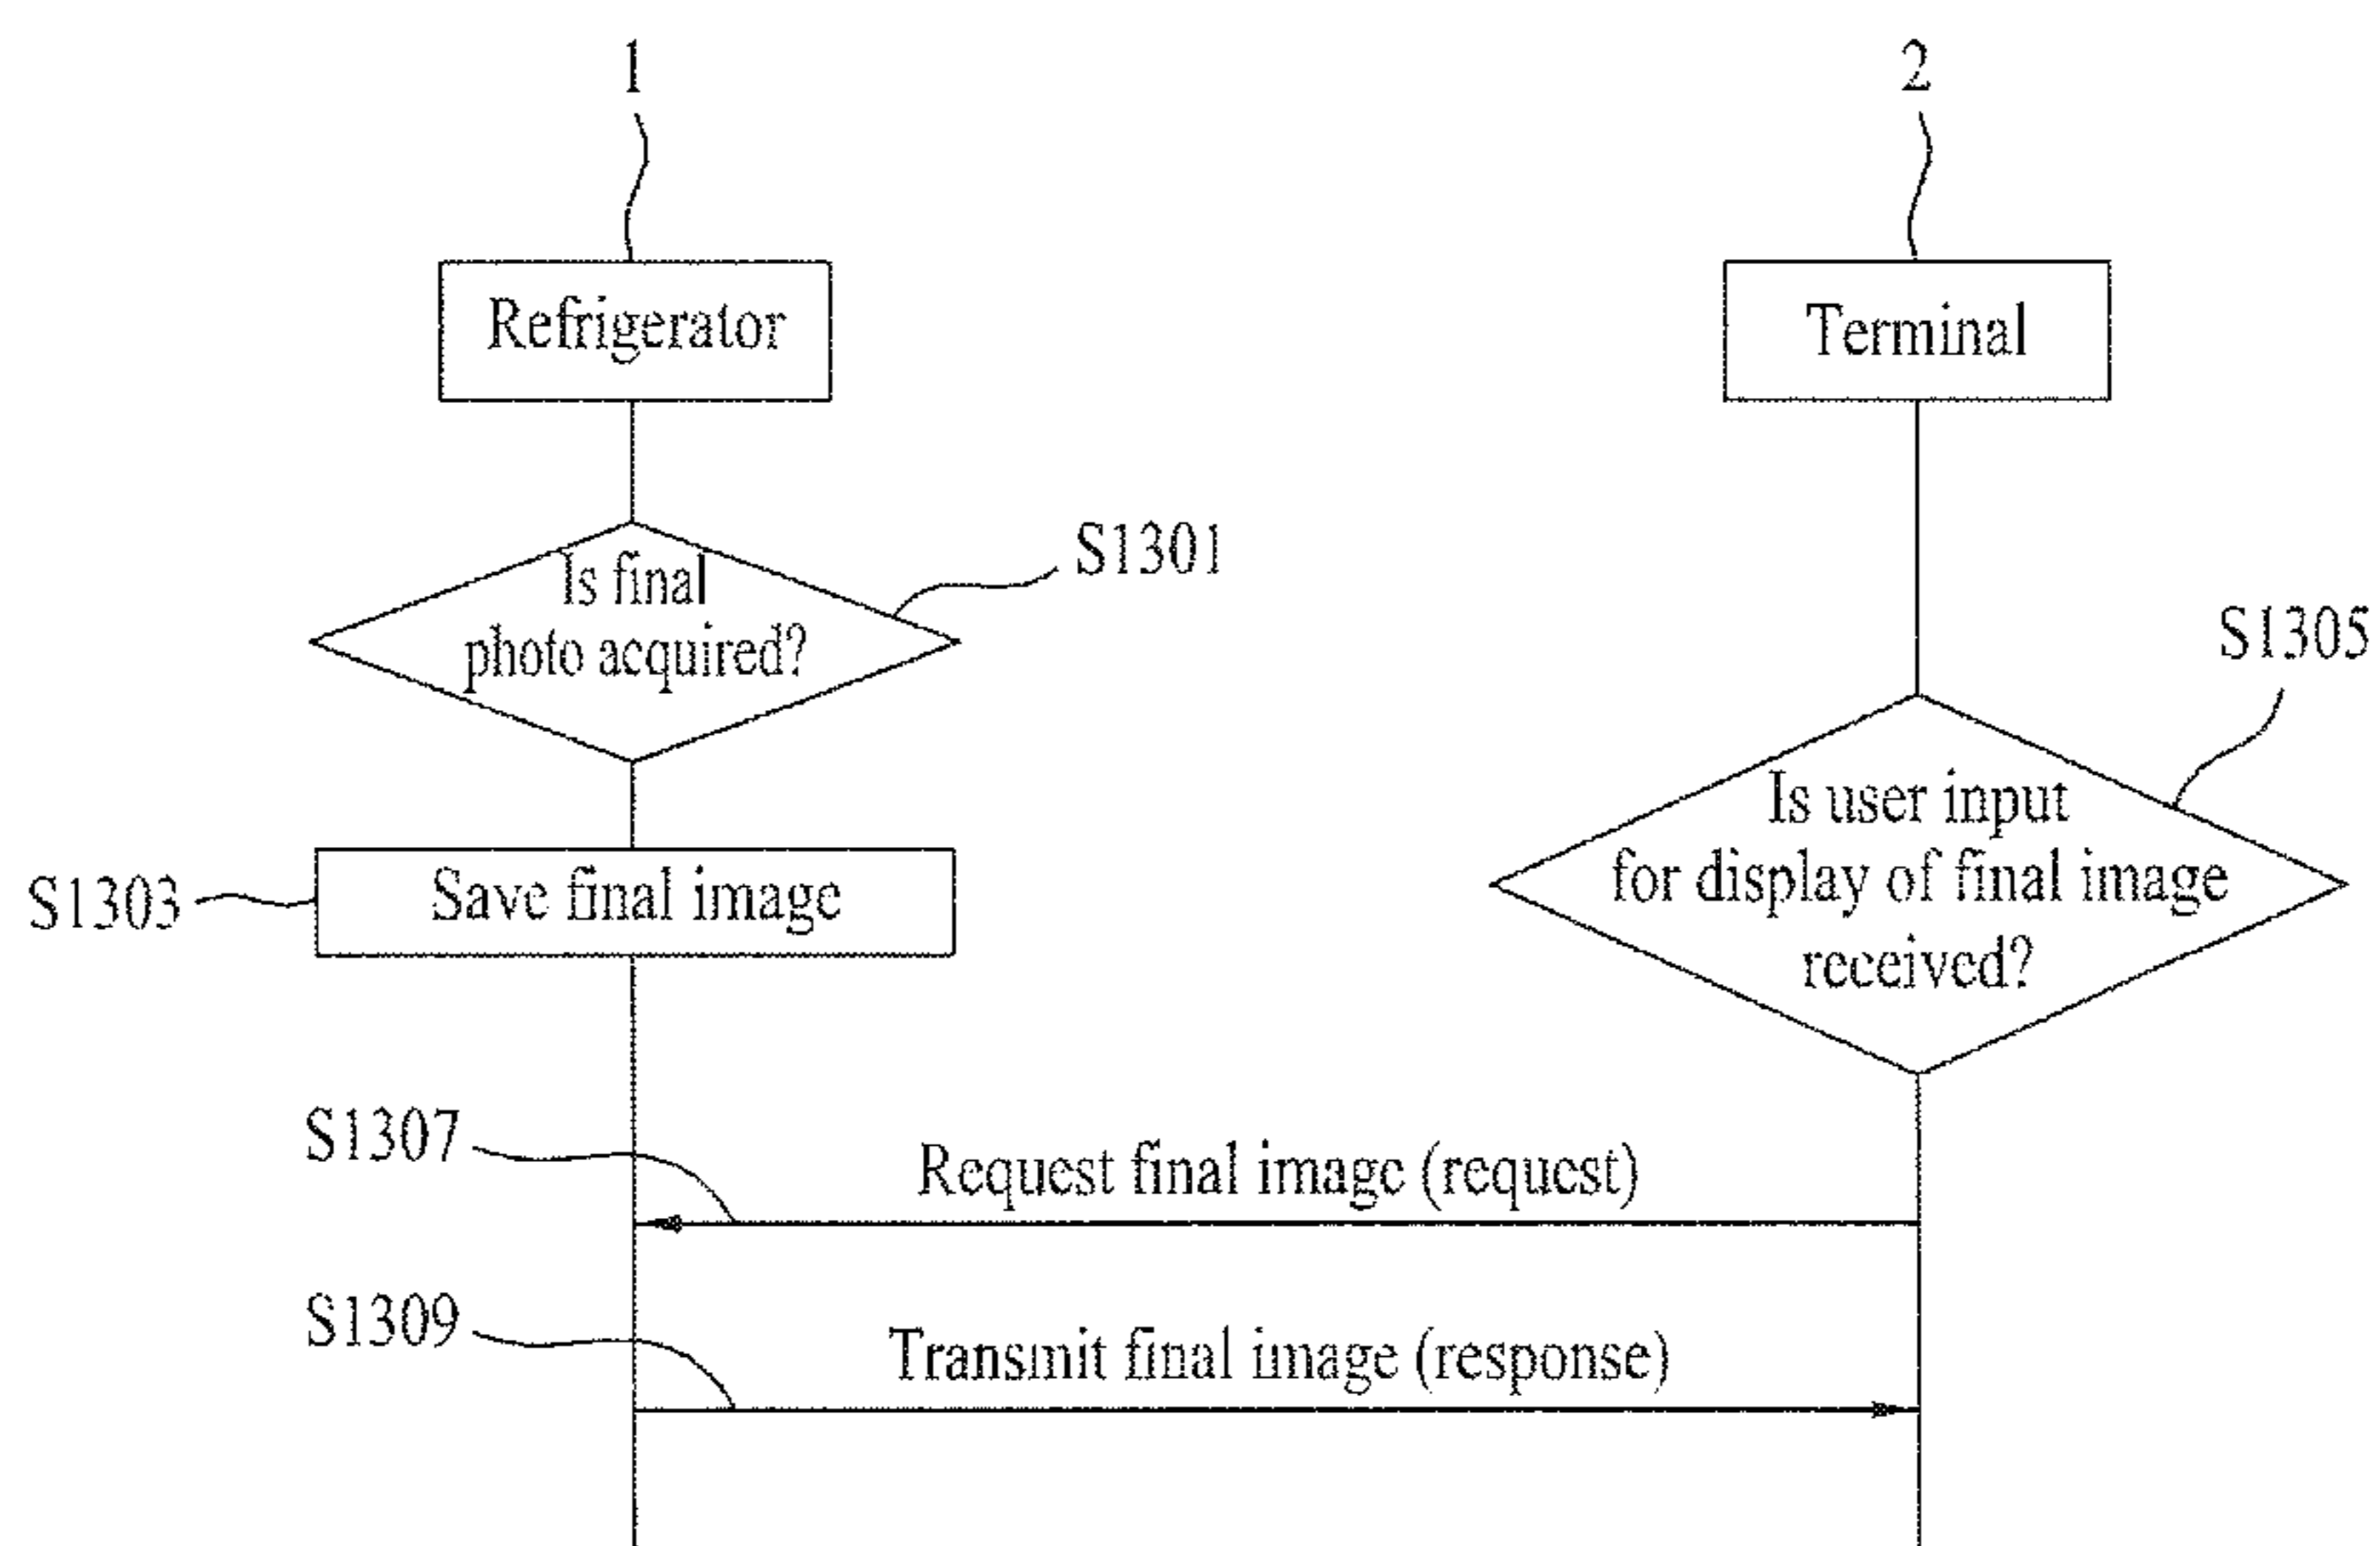 1
2
Refrigerator
Terminal
Is final
photo acquired?
S1301
S1305
Is user input
for display of final image
received?
S1303
Save final image
S1307
Request final image (request)
S1309
Transmit final image (response)